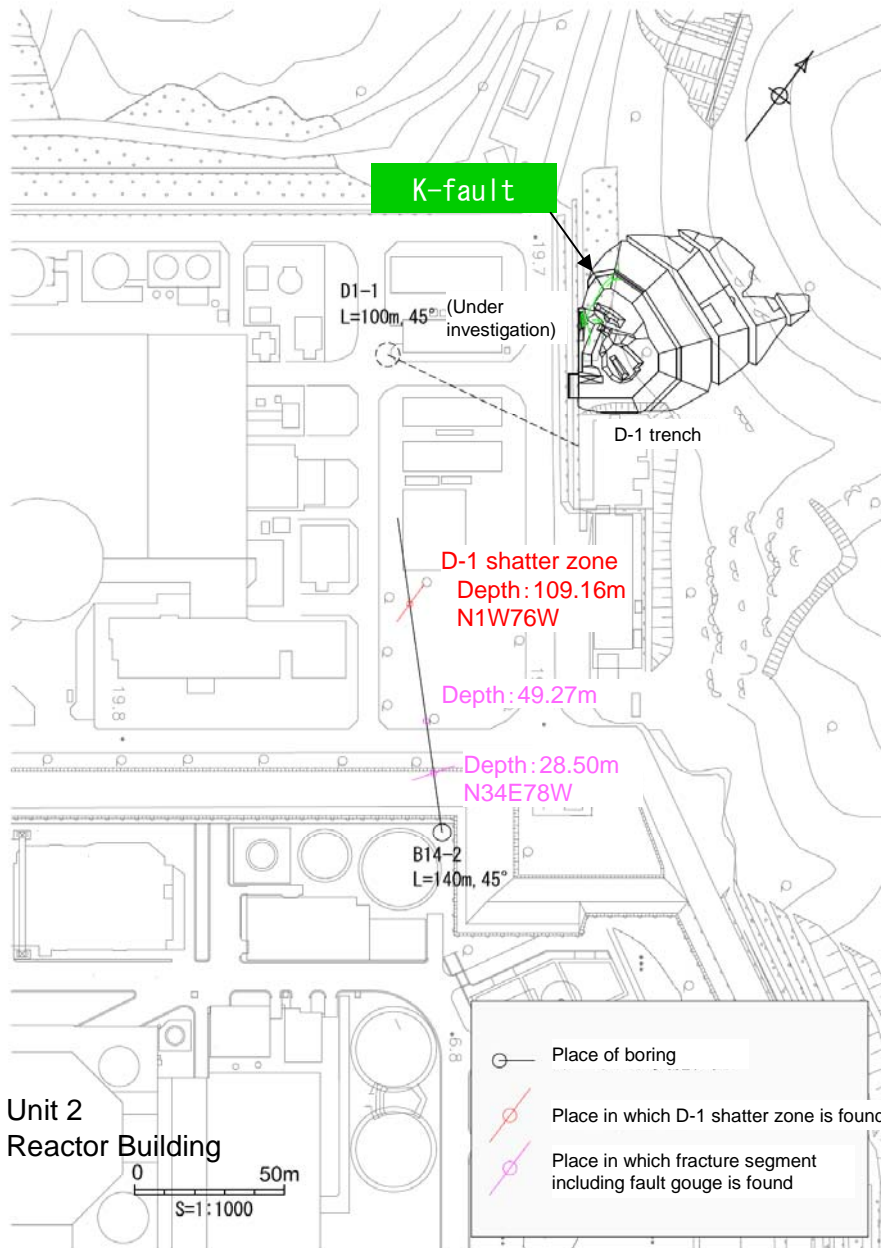 K-fault
19.7
D1-1
L=100m, 45°
(Under
investigation)
D-1 trench
D-1 shatter zone
Depth:109.16m
N1W76W
Depth:49.27m
19.8
Depth:28.50m
N34E78W
B14-2
L=140m, 45°
6.8
Place of boring
Place in which D-1 shatter zone is found
Place in which fracture segment
including fault gouge is found
Unit 2
Reactor Building
0 50m
S=1:1000